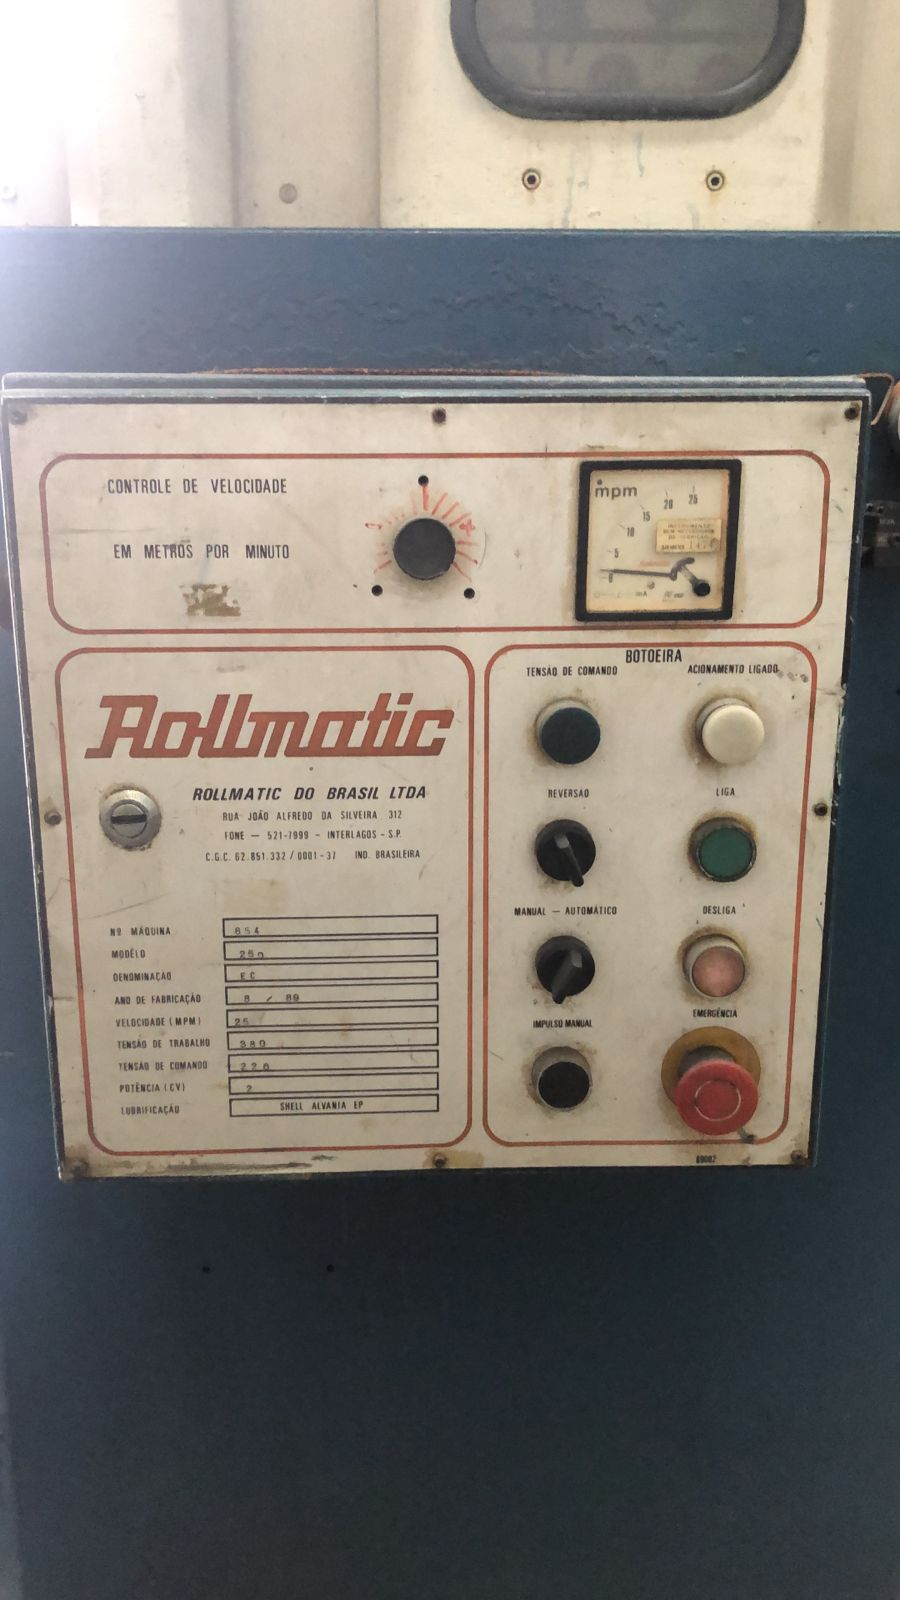 CONTROLE DE VELOCIDADE
EM METROS POR MINUTO
mpm
0
5
10
15
20
25
mA
Rollmatic
ROLLMATIC DO BRASIL LTDA
RUA JOÃO ALFREDO DA SILVEIRA 312
FONE — 521-7999 - INTERLAGOS - S.P.
C.G.C. 62.851.332 / 0001 - 37 IND. BRASILEIRA
Nº MÁQUINA 854
MODÊLO 250
DENOMINAÇÃO EC
ANO DE FABRICAÇÃO 8 / 89
VELOCIDADE (MPM) 25
TENSÃO DE TRABALHO 380
TENSÃO DE COMANDO 220
POTÊNCIA (CV) 2
LUBRIFICAÇÃO SHELL ALVANIA EP
BOTOEIRA
TENSÃO DE COMANDO
ACIONAMENTO LIGADO
REVERSÃO
LIGA
MANUAL — AUTOMÁTICO
DESLIGA
IMPULSO MANUAL
EMERGÊNCIA